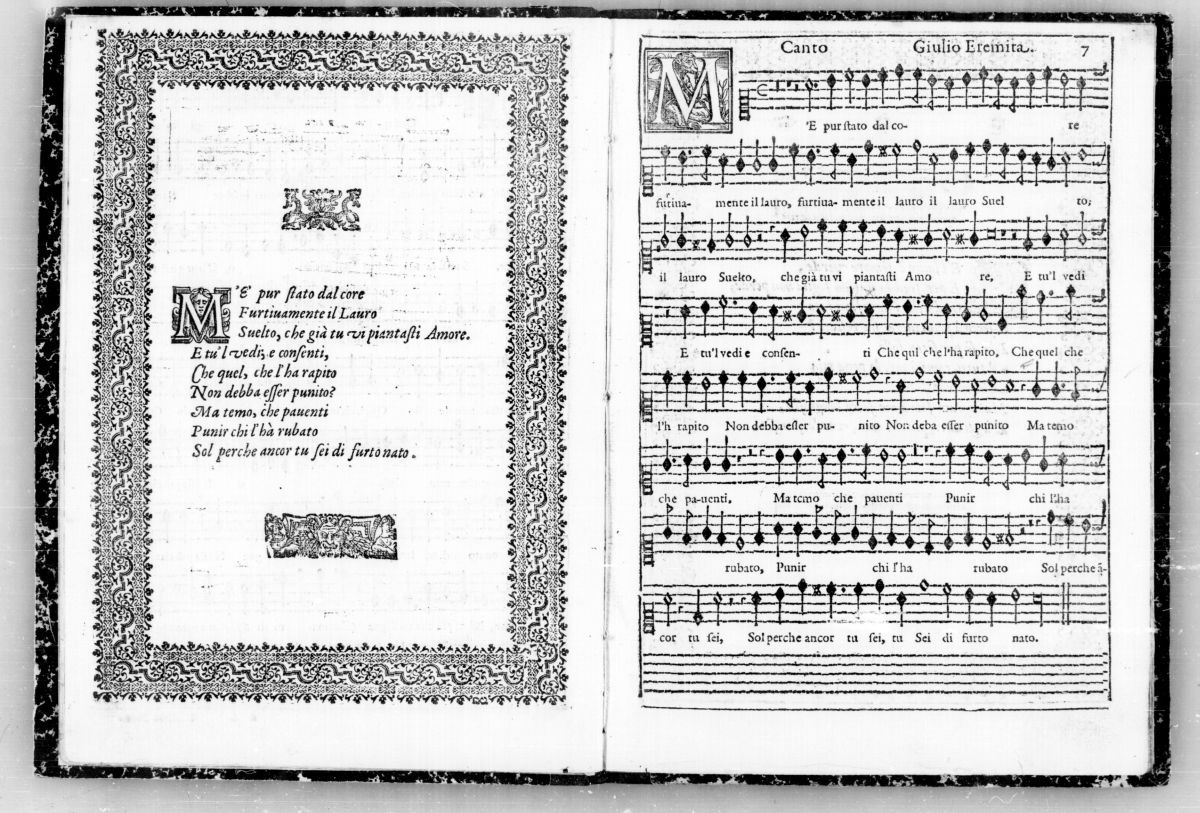 M'E' pur ſtato dal core
Furtiuamente il Lauro
Suelto, che già tu vi piantaſti Amore.
E tu'l vedi, e conſenti,
Che quel, che l'ha rapito
Non debba eſſer punito?
Ma temo, che pauenti
Punir chi l'hà rubato
Sol perche ancor tu ſei di furto nato.
Canto Giulio Eremita. 7
M'E pur ſtato dal co- re
furtiua- mente il lauro, furtiua- mente il lauro il lauro Suel to,
il lauro Suelto, che già tu vi piantaſti Amo re, E tu'l vedi
E tu'l vedi e conſen- ti Che qul che l'ha rapito, Che quel che
l'h rapito Non debba eſſer pu- nito Non deba eſſer punito Ma temo
che pa-uenti, Ma temo che pauenti Punir chi l'ha
rubato, Punir chi l'ha rubato Sol perche ā-
cor tu ſei, Sol perche ancor tu ſei, tu Sei di furto nato.